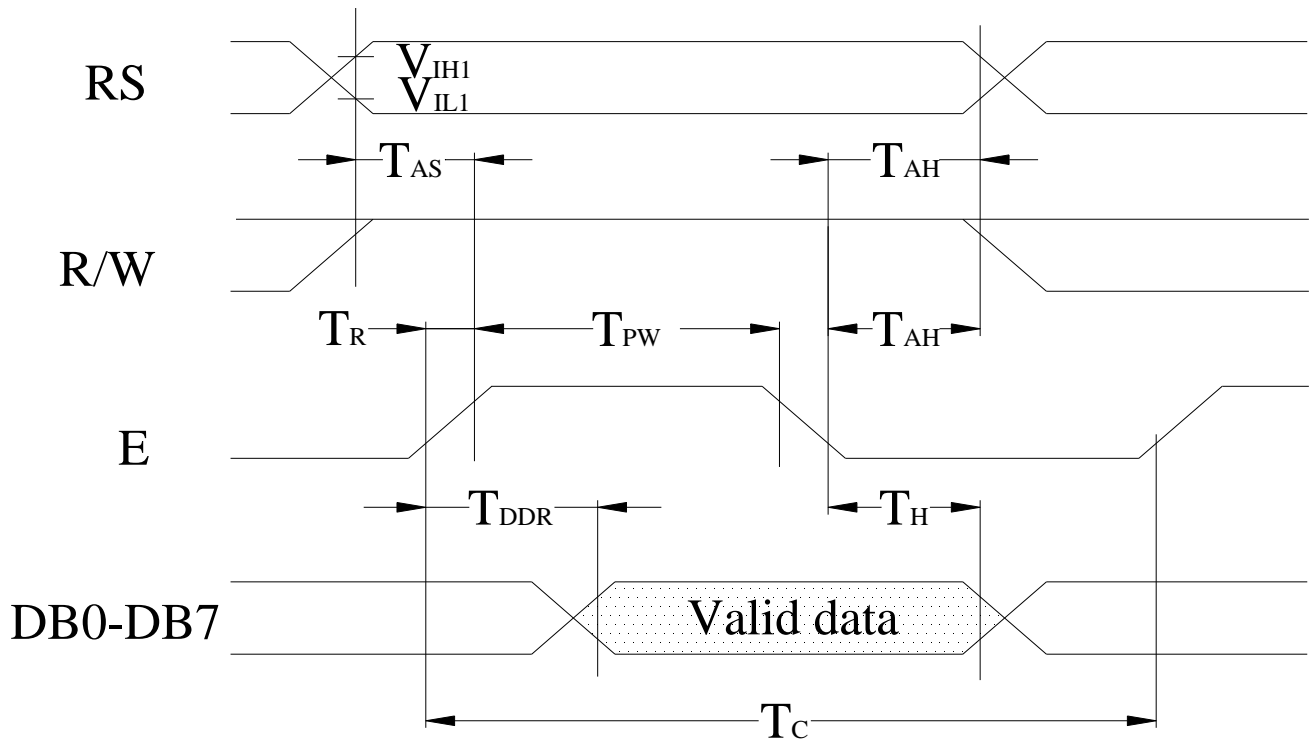 RS
VIH1
VIL1
TAS
TAH
R/W
TR
TPW
TAH
E
TDDR
TH
DB0-DB7
Valid data
TC